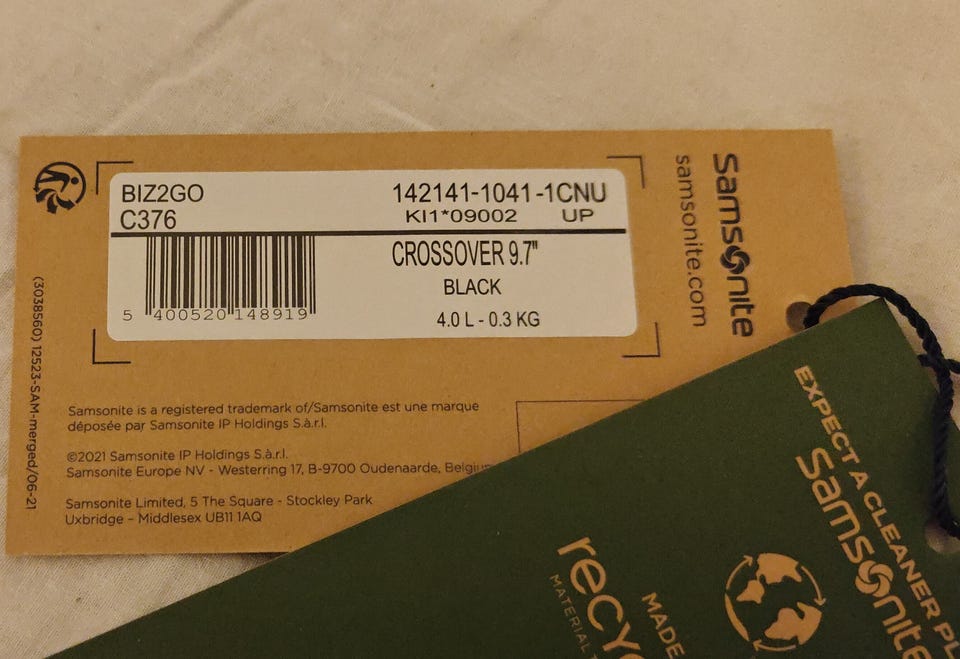 BIZ2GO 142141-1041-1CNU
C376 KI1*09002 UP
CROSSOVER 9.7"
BLACK
4.0 L - 0.3 KG
5 400520 148919
Samsonite
samsonite.com
(3038560) 12523-SAM-merged/06-21
Samsonite is a registered trademark of/Samsonite est une marque
déposée par Samsonite IP Holdings S.à.r.l.
©2021 Samsonite IP Holdings S.à.r.l.
Samsonite Europe NV - Westerring 17, B-9700 Oudenaarde, Belgiu
Samsonite Limited, 5 The Square - Stockley Park
Uxbridge – Middlesex UB11 1AQ
EXPECT A CLEANER PL
Samsonite
MADE
recy
MATERIAL